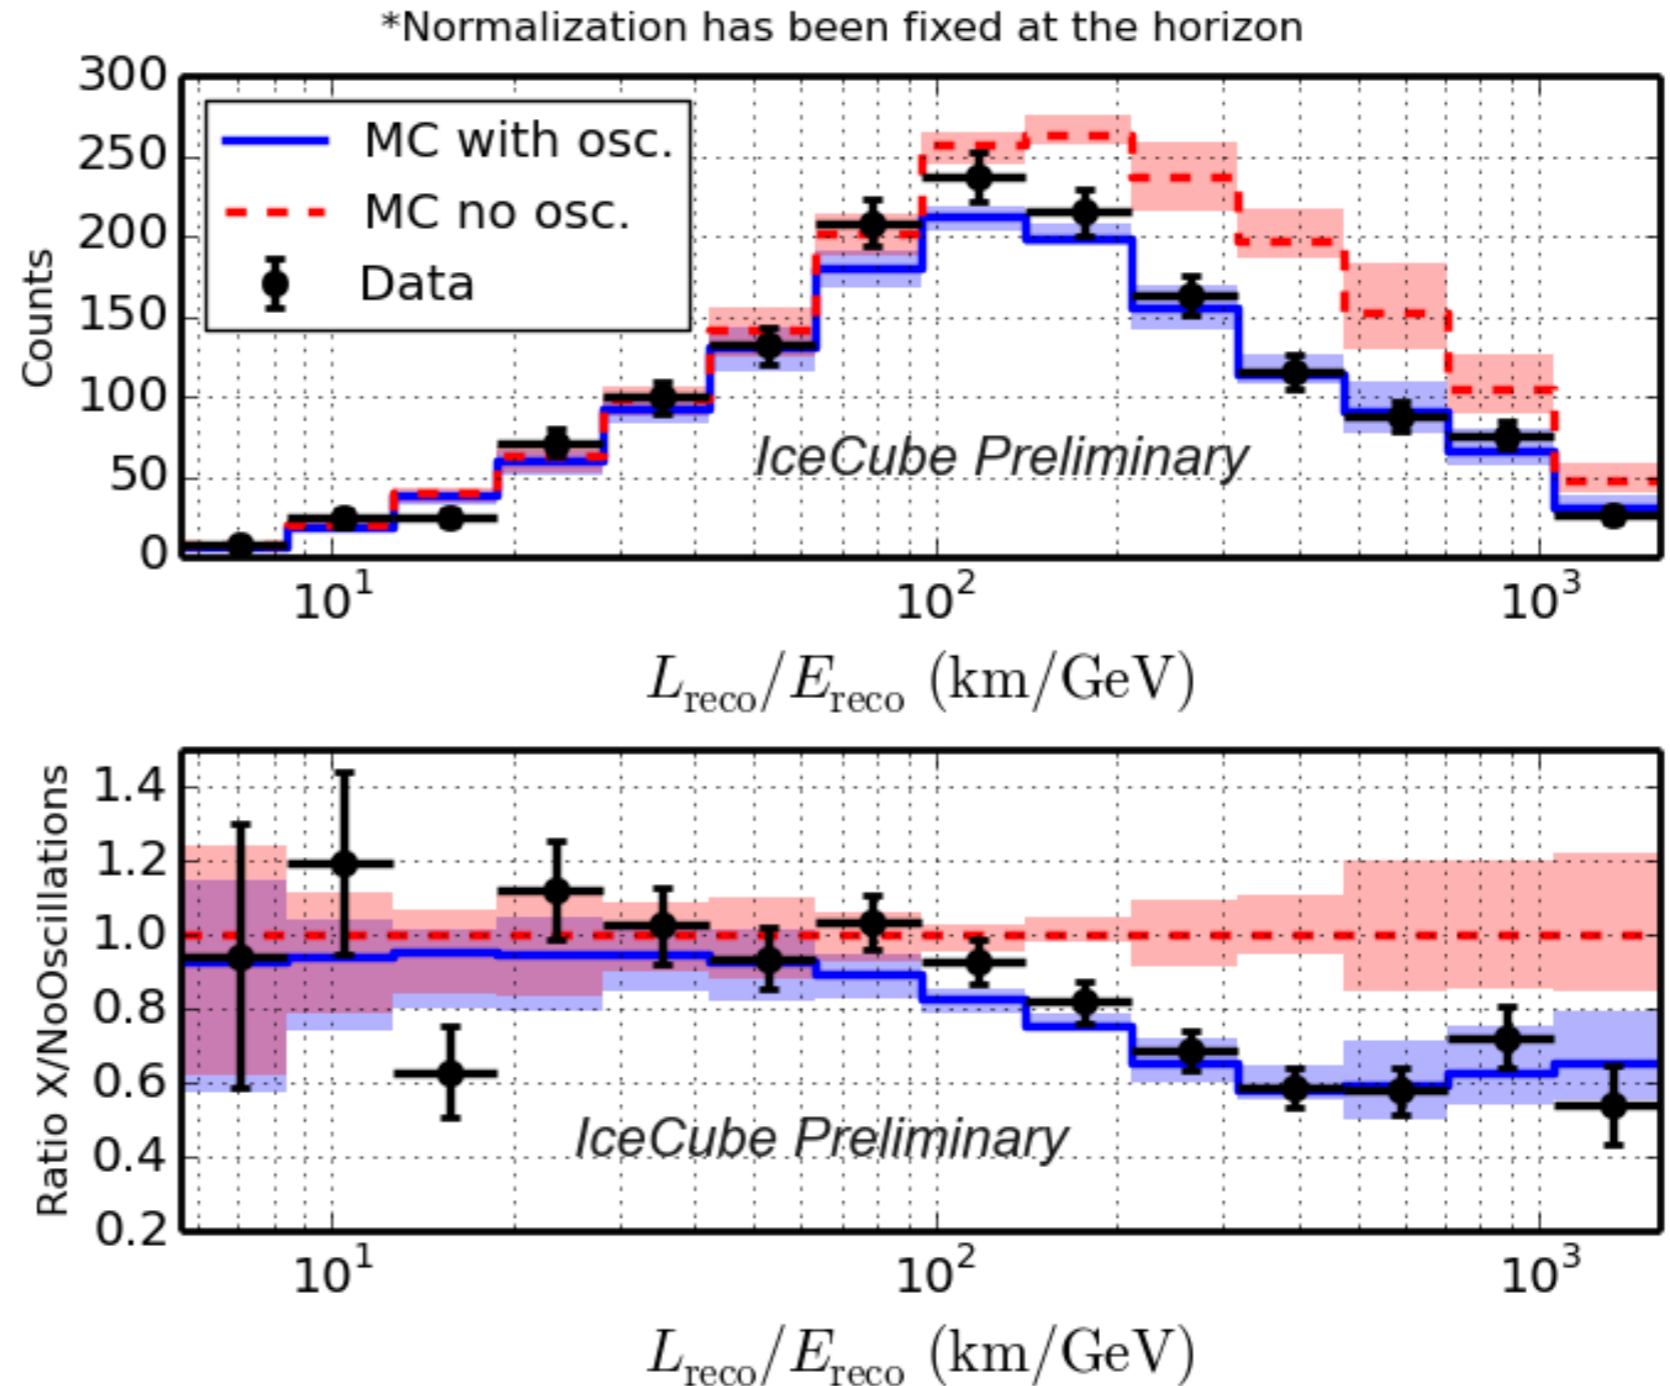 *Normalization has been fixed at the horizon
300
250
200
150
100
50
0
Counts
MC with osc.
MC no osc.
Data
IceCube Preliminary
10¹ 10² 10³
L_reco/E_reco (km/GeV)
1.4
1.2
1.0
0.8
0.6
0.4
0.2
Ratio X/NoOscillations
IceCube Preliminary
10¹ 10² 10³
L_reco/E_reco (km/GeV)